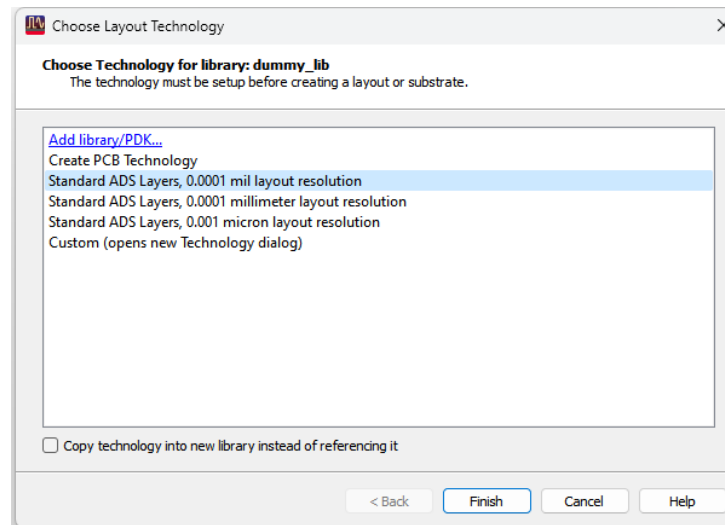 Choose Layout Technology
Choose Technology for library: dummy_lib
The technology must be setup before creating a layout or substrate.
Add library/PDK...
Create PCB Technology
Standard ADS Layers, 0.0001 mil layout resolution
Standard ADS Layers, 0.0001 millimeter layout resolution
Standard ADS Layers, 0.001 micron layout resolution
Custom (opens new Technology dialog)
Copy technology into new library instead of referencing it
< Back Finish Cancel Help